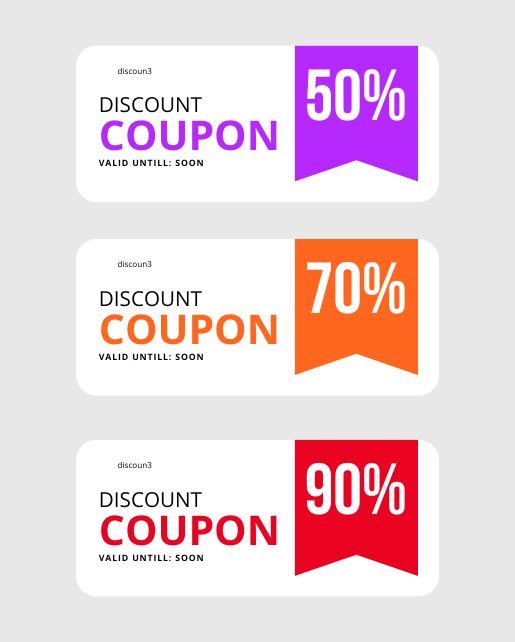 discoun3
50%
DISCOUNT
COUPON
VALID UNTILL: SOON
discoun3
70%
DISCOUNT
COUPON
VALID UNTILL: SOON
discoun3
90%
DISCOUNT
COUPON
VALID UNTILL: SOON